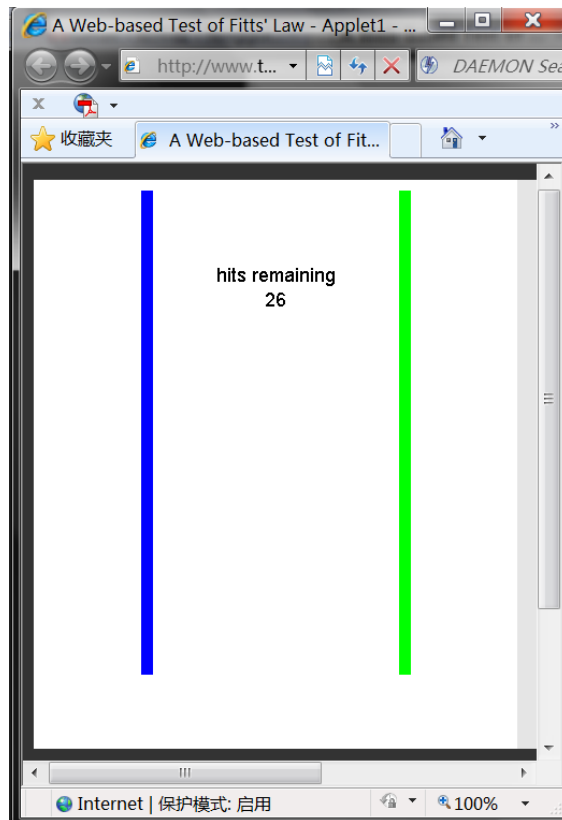 A Web-based Test of Fitts' Law - Applet1 - ...
http://www.t...
DAEMON Sea
x
收藏夹
A Web-based Test of Fit...
»
hits remaining
26
Internet | 保护模式: 启用
100%